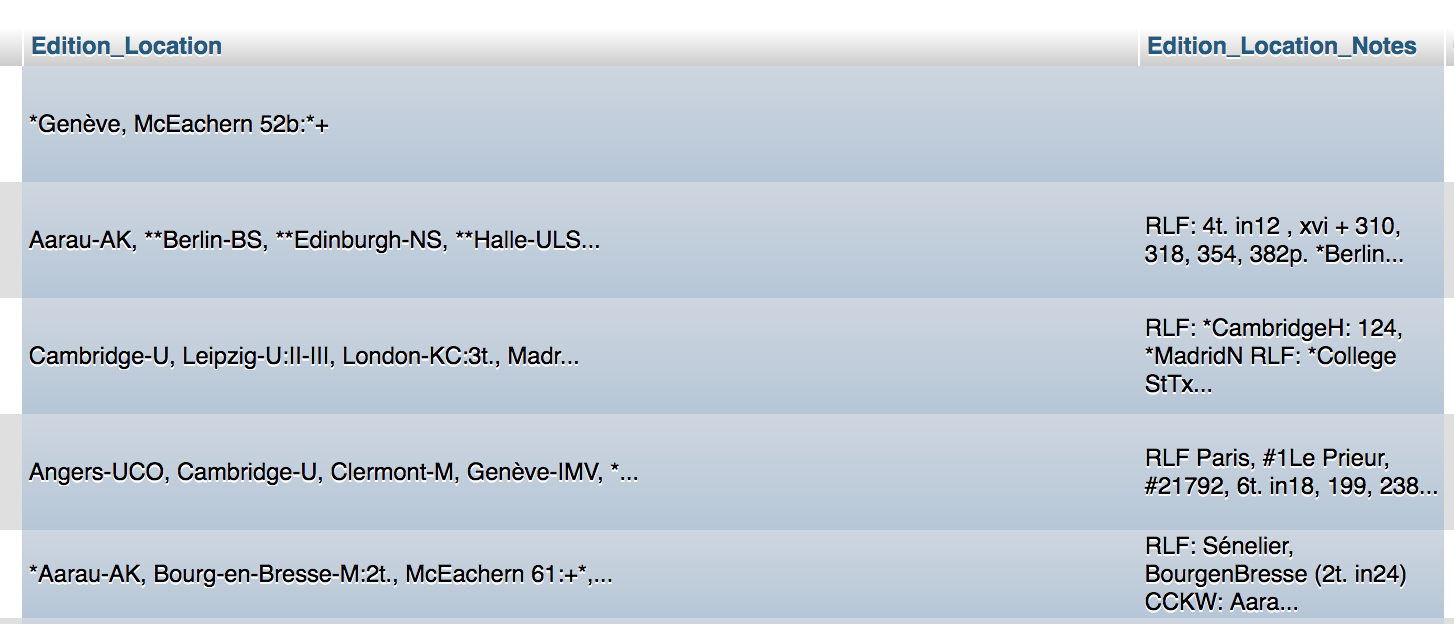 Edition_Location
Edition_Location_Notes
*Genève, McEachern 52b:*+
Aarau-AK, **Berlin-BS, **Edinburgh-NS, **Halle-ULS...
RLF: 4t. in12 , xvi + 310,
318, 354, 382p. *Berlin...
Cambridge-U, Leipzig-U:II-III, London-KC:3t., Madr...
RLF: *CambridgeH: 124,
*MadridN RLF: *College
StTx...
Angers-UCO, Cambridge-U, Clermont-M, Genève-IMV, *...
RLF Paris, #1Le Prieur,
#21792, 6t. in18, 199, 238...
*Aarau-AK, Bourg-en-Bresse-M:2t., McEachern 61:+*,...
RLF: Sénelier,
BourgenBresse (2t. in24)
CCKW: Aara...